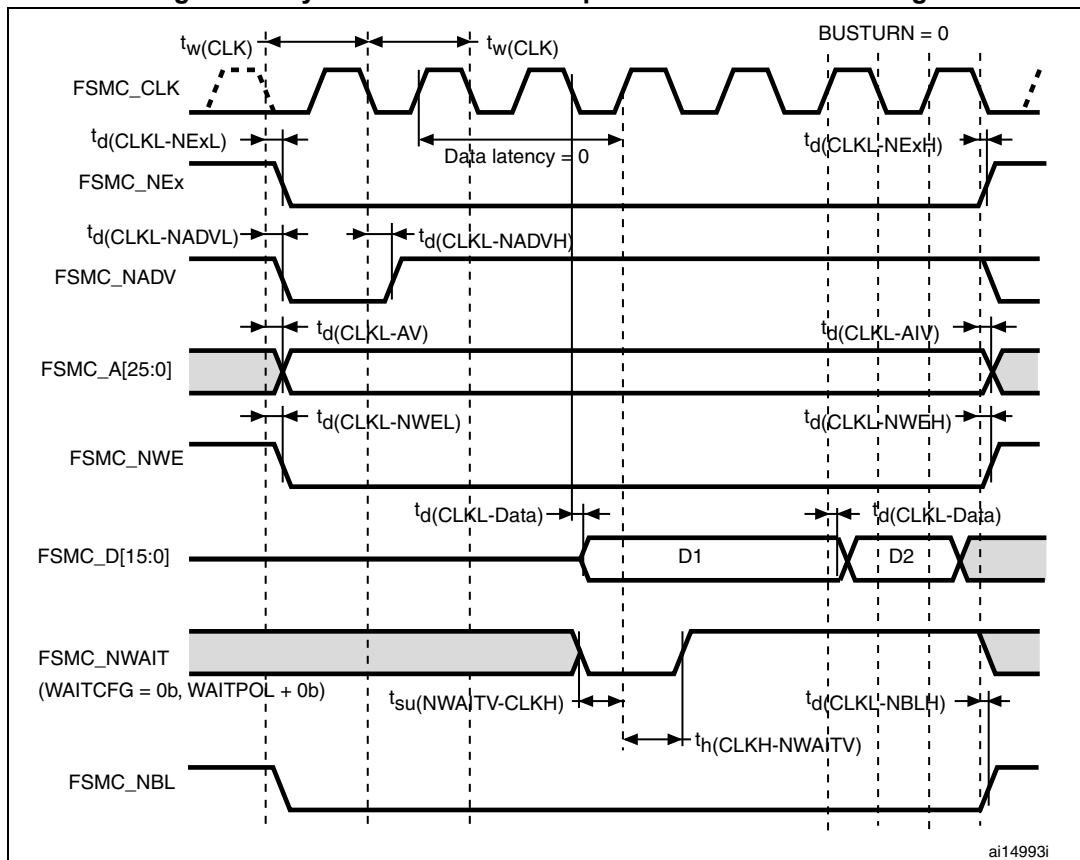 tw(CLK)
tw(CLK)
BUSTURN = 0
FSMC_CLK
td(CLKL-NExL)
Data latency = 0
td(CLKL-NExH)
FSMC_NEx
td(CLKL-NADVL)
td(CLKL-NADVH)
FSMC_NADV
td(CLKL-AV)
td(CLKL-AIV)
FSMC_A[25:0]
td(CLKL-NWEL)
td(CLKL-NWEH)
FSMC_NWE
td(CLKL-Data)
td(CLKL-Data)
FSMC_D[15:0]
D1
D2
FSMC_NWAIT
(WAITCFG = 0b, WAITPOL + 0b)
tsu(NWAITV-CLKH)
td(CLKL-NBLH)
th(CLKH-NWAITV)
FSMC_NBL
ai14993i